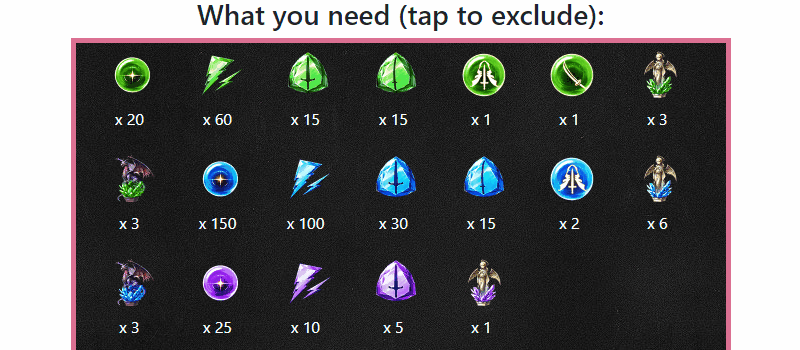 What you need (tap to exclude):
x 20 x 60 x 15 x 15 x 1 x 1 x 3
x 3 x 150 x 100 x 30 x 15 x 2 x 6
x 3 x 25 x 10 x 5 x 1